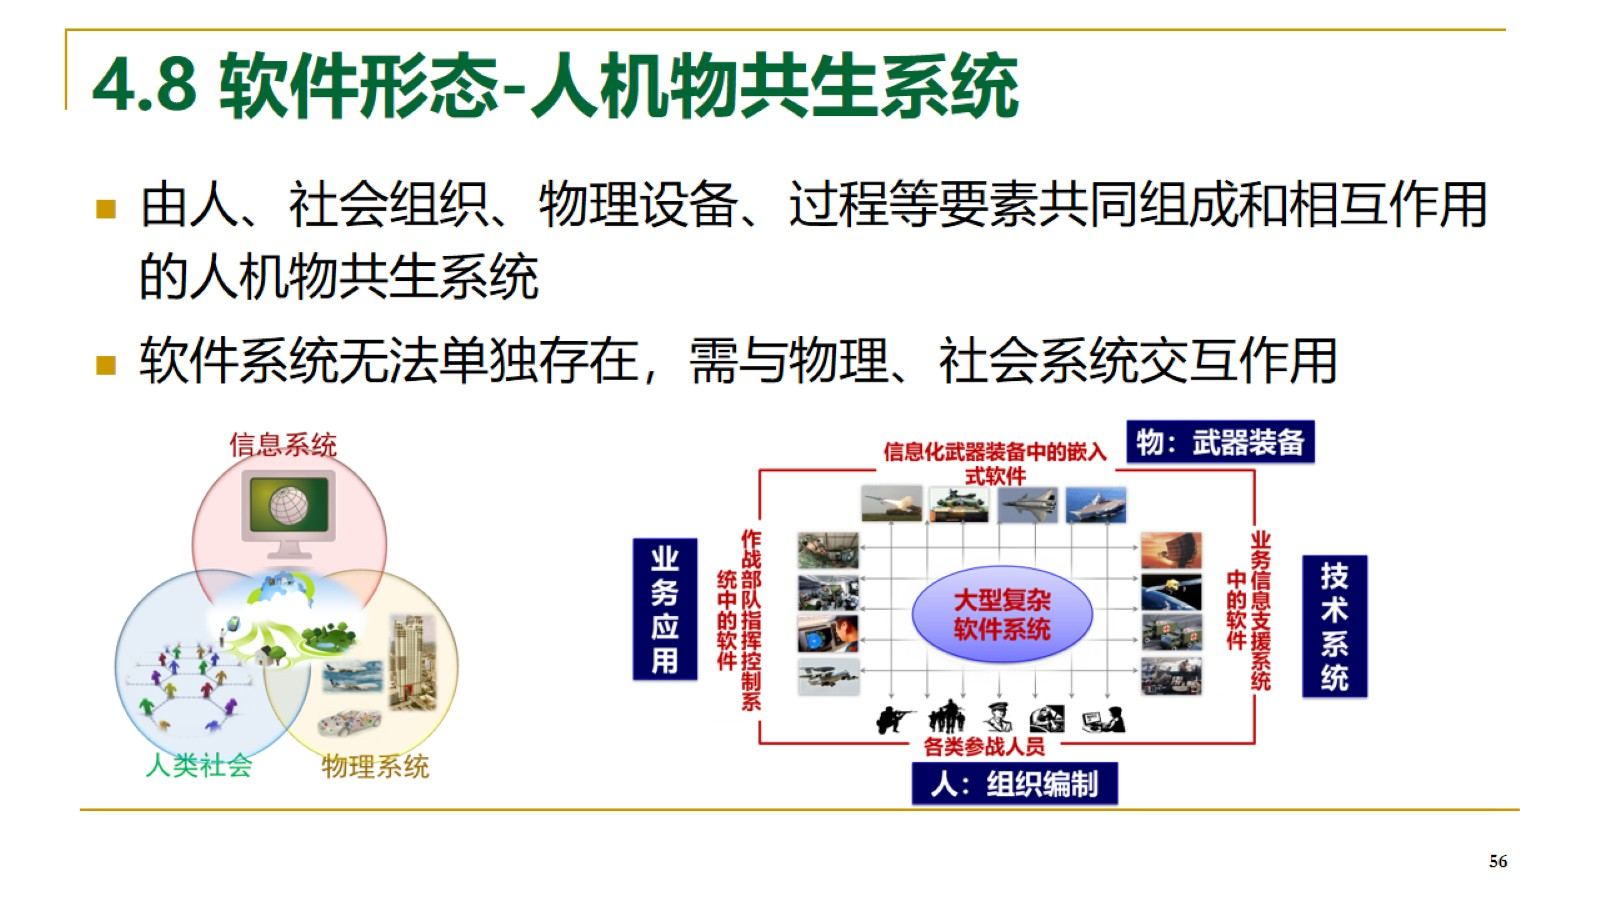 4.8 软件形态-人机物共生系统
由人、社会组织、物理设备、过程等要素共同组成和相互作用
的人机物共生系统
软件系统无法单独存在，需与物理、社会系统交互作用
信息系统
人类社会
物理系统
物：武器装备
信息化武器装备中的嵌入
式软件
业务应用
作战部队指挥控制系
统中的软件
大型复杂
软件系统
业务信息支援系统
中的软件
技术系统
各类参战人员
人：组织编制
56